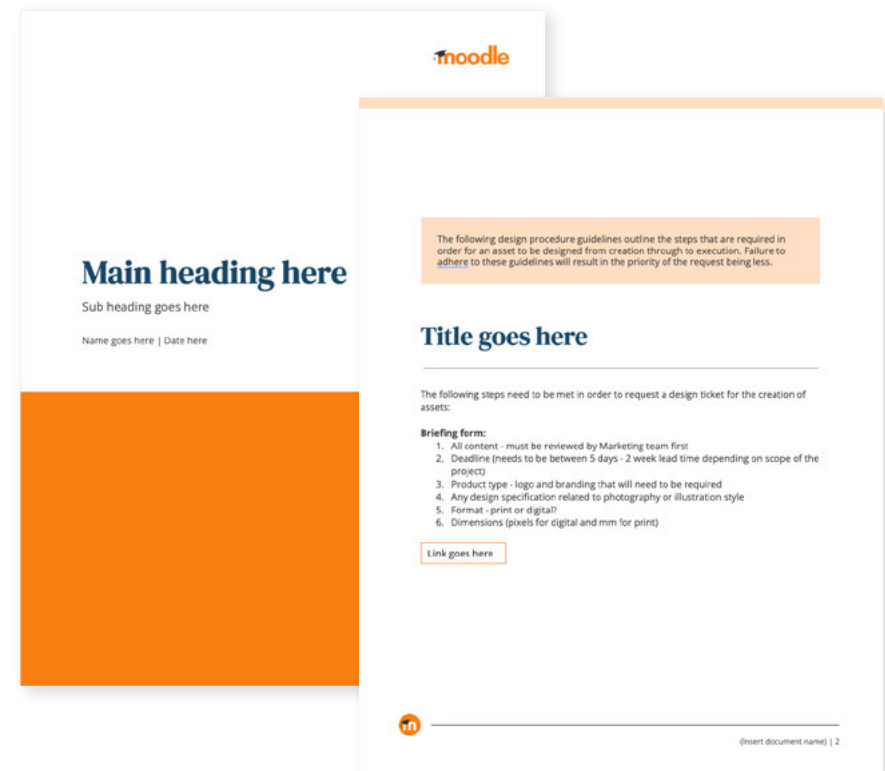 moodle
Main heading here
Sub heading goes here
Name goes here | Date here
The following design procedure guidelines outline the steps that are required in
order for an asset to be designed from creation through to execution. Failure to
adhere to these guidelines will result in the priority of the request being less.
Title goes here
The following steps need to be met in order to request a design ticket for the creation of
assets:
Briefing form:
1. All content - must be reviewed by Marketing team first
2. Deadline (needs to be between 5 days - 2 week lead time depending on scope of the
project)
3. Product type - logo and branding that will need to be required
4. Any design specification related to photography or illustration style
5. Format - print or digital?
6. Dimensions (pixels for digital and mm for print)
Link goes here
m
(Insert document name) | 2